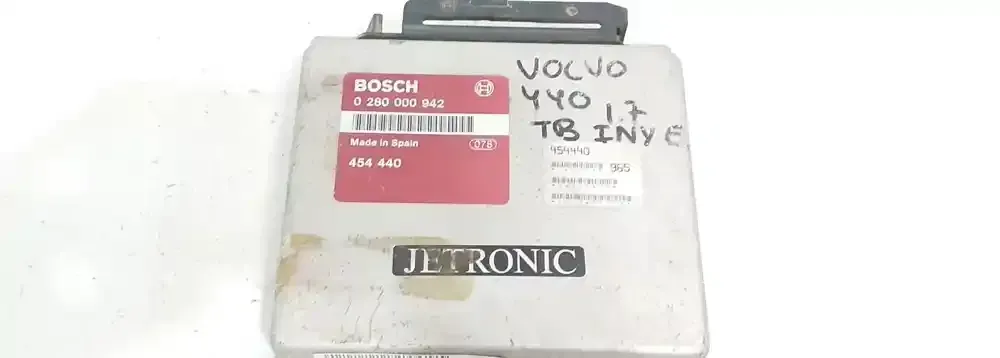 BOSCH
0 280 000 942
Made in Spain
078
454 440
VOLVO
440 1.7
TB INYE
454440
965
JETRONIC